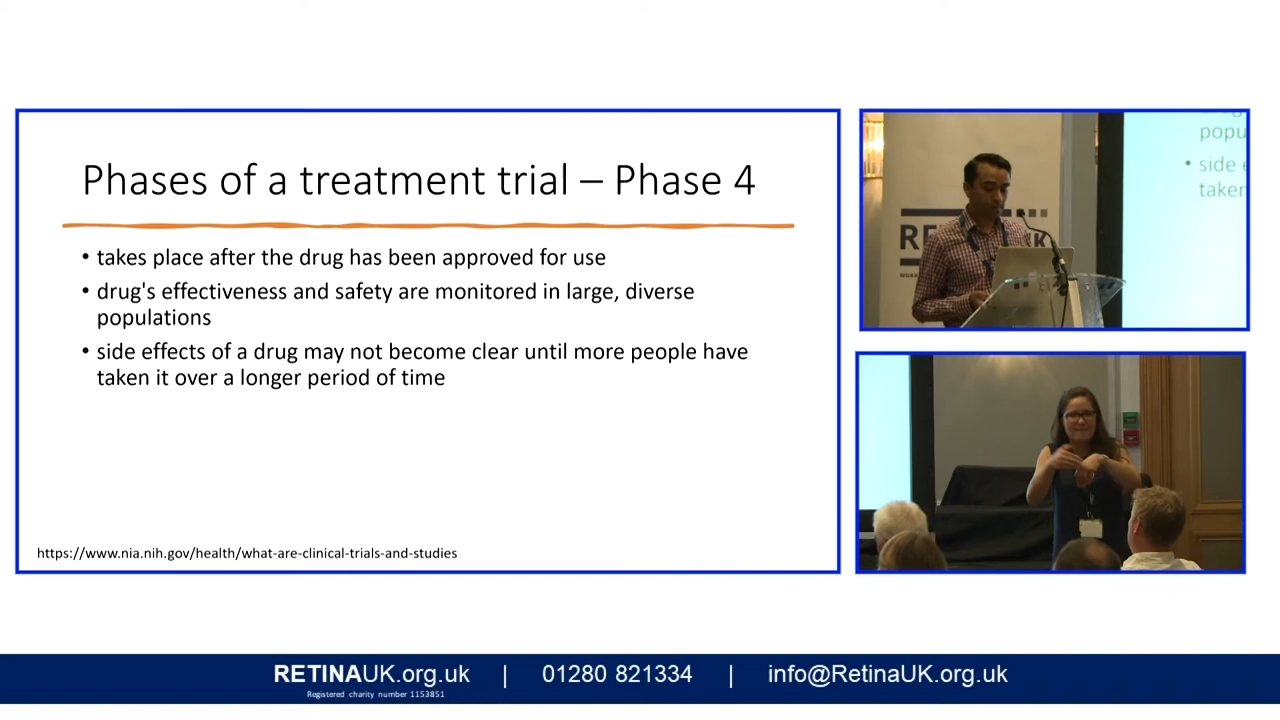 Phases of a treatment trial – Phase 4
• takes place after the drug has been approved for use
• drug's effectiveness and safety are monitored in large, diverse
populations
• side effects of a drug may not become clear until more people have
taken it over a longer period of time
https://www.nia.nih.gov/health/what-are-clinical-trials-and-studies
popu
• side e
taken
RE
UK
RETINAUK.org.uk | 01280 821334 | info@RetinaUK.org.uk
Registered charity number 1153851